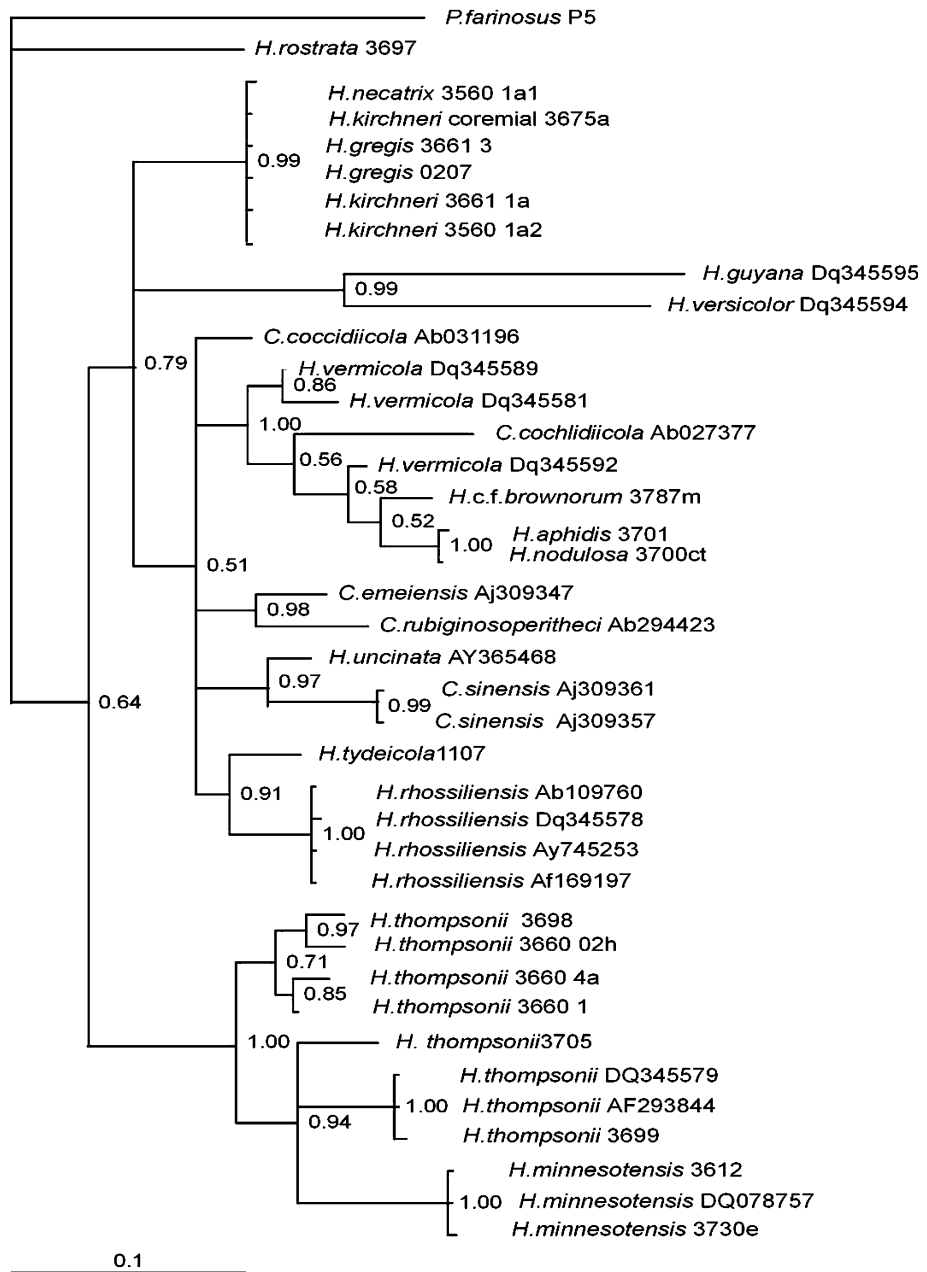 P.farinosus P5
H.rostrata 3697
H.necatrix 3560 1a1
H.kirchneri coremial 3675a
H.gregis 3661 3
0.99
H.gregis 0207
H.kirchneri 3661 1a
H.kirchneri 3560 1a2
H.guyana Dq345595
0.99
H.versicolor Dq345594
C.coccidiicola Ab031196
0.79
H.vermicola Dq345589
0.86
H.vermicola Dq345581
1.00
C.cochlidiicola Ab027377
0.56
H.vermicola Dq345592
0.58
H.c.f.brownorum 3787m
0.52
H.aphidis 3701
1.00
H.nodulosa 3700ct
0.51
C.emeiensis Aj309347
0.98
C.rubiginosoperitheci Ab294423
H.uncinata AY365468
0.97
C.sinensis Aj309361
0.99
C.sinensis Aj309357
0.64
H.tydeicola1107
0.91
H.rhossiliensis Ab109760
H.rhossiliensis Dq345578
1.00
H.rhossiliensis Ay745253
H.rhossiliensis Af169197
H.thompsonii 3698
0.97
H.thompsonii 3660 02h
0.71
H.thompsonii 3660 4a
0.85
H.thompsonii 3660 1
1.00
H. thompsonii3705
H.thompsonii DQ345579
1.00
H.thompsonii AF293844
0.94
H.thompsonii 3699
H.minnesotensis 3612
1.00
H.minnesotensis DQ078757
H.minnesotensis 3730e
0.1